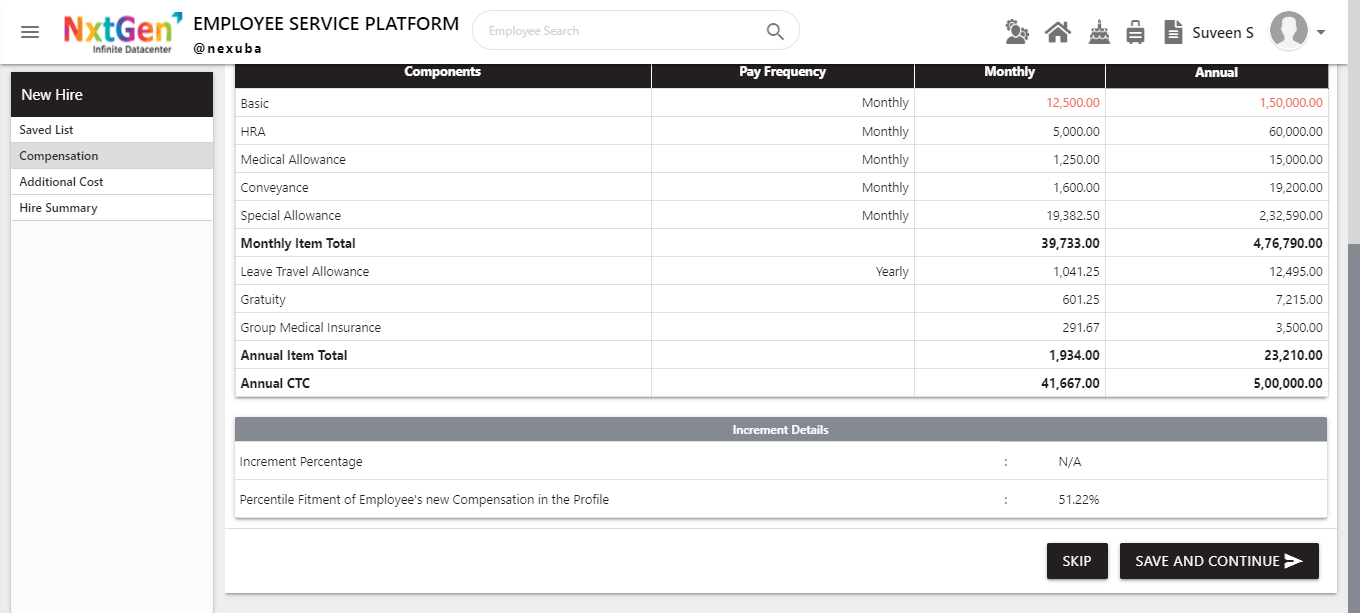 NxtGen
Infinite Datacenter
EMPLOYEE SERVICE PLATFORM
@nexuba
Employee Search
Suveen S
New Hire
Saved List
Compensation
Additional Cost
Hire Summary
Components Pay Frequency Monthly Annual
Basic Monthly 12,500.00 1,50,000.00
HRA Monthly 5,000.00 60,000.00
Medical Allowance Monthly 1,250.00 15,000.00
Conveyance Monthly 1,600.00 19,200.00
Special Allowance Monthly 19,382.50 2,32,590.00
Monthly Item Total 39,733.00 4,76,790.00
Leave Travel Allowance Yearly 1,041.25 12,495.00
Gratuity 601.25 7,215.00
Group Medical Insurance 291.67 3,500.00
Annual Item Total 1,934.00 23,210.00
Annual CTC 41,667.00 5,00,000.00
Increment Details
Increment Percentage : N/A
Percentile Fitment of Employee's new Compensation in the Profile : 51.22%
SKIP SAVE AND CONTINUE